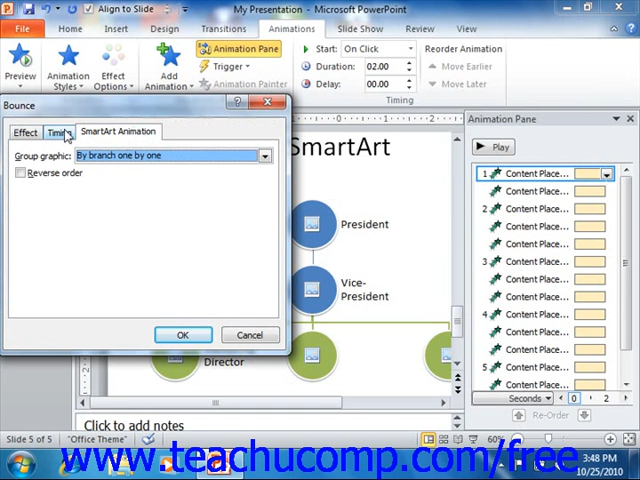 Align to Slide
My Presentation - Microsoft PowerPoint
File Home Insert Design Transitions Animations Slide Show Review View
Preview
Animation Styles
Effect Options
Add Animation
Animation Pane
Trigger
Animation Painter
Start: On Click
Duration: 02.00
Delay: 00.00
Timing
Reorder Animation
Move Earlier
Move Later
Bounce
Effect Timing SmartArt Animation
Group graphic: By branch one by one
Reverse order
OK Cancel
SmartArt
President
Vice-
President
Director
Animation Pane
Play
1 Content Place...
Content Place...
2 Content Place...
Content Place...
Content Place...
3 Content Place...
Content Place...
Content Place...
4 Content Place...
Content Place...
Content Place...
5 Content Place...
Content Place...
Seconds 0 2
Re-Order
Click to add notes
Slide 5 of 5 "Office Theme" 60%
3:48 PM
10/25/2010
www.teachucomp.com/free